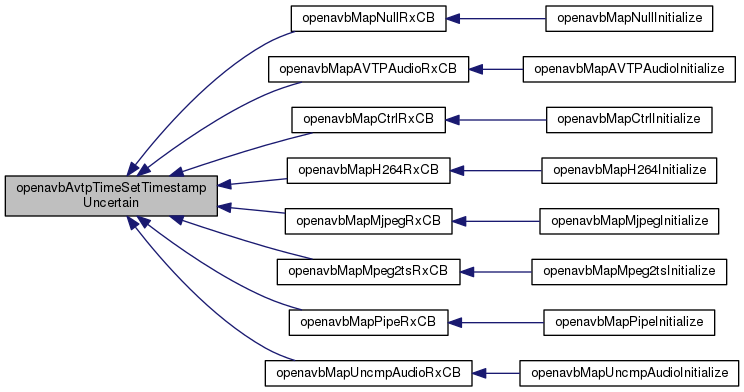 openavbMapNullRxCB
openavbMapNullInitialize
openavbMapAVTPAudioRxCB
openavbMapAVTPAudioInitialize
openavbMapCtrlRxCB
openavbMapCtrlInitialize
openavbAvtpTimeSetTimestamp
Uncertain
openavbMapH264RxCB
openavbMapH264Initialize
openavbMapMjpegRxCB
openavbMapMjpegInitialize
openavbMapMpeg2tsRxCB
openavbMapMpeg2tsInitialize
openavbMapPipeRxCB
openavbMapPipeInitialize
openavbMapUncmpAudioRxCB
openavbMapUncmpAudioInitialize